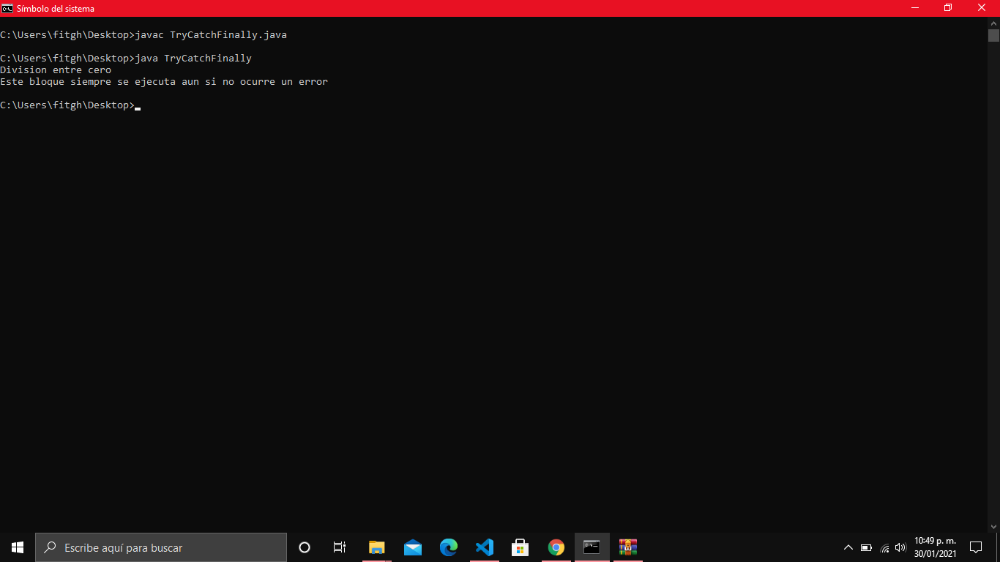 Símbolo del sistema
C:\Users\fitgh\Desktop>javac TryCatchFinally.java
C:\Users\fitgh\Desktop>java TryCatchFinally
Division entre cero
Este bloque siempre se ejecuta aun si no ocurre un error
C:\Users\fitgh\Desktop>
Escribe aquí para buscar
10:49 p. m.
30/01/2021